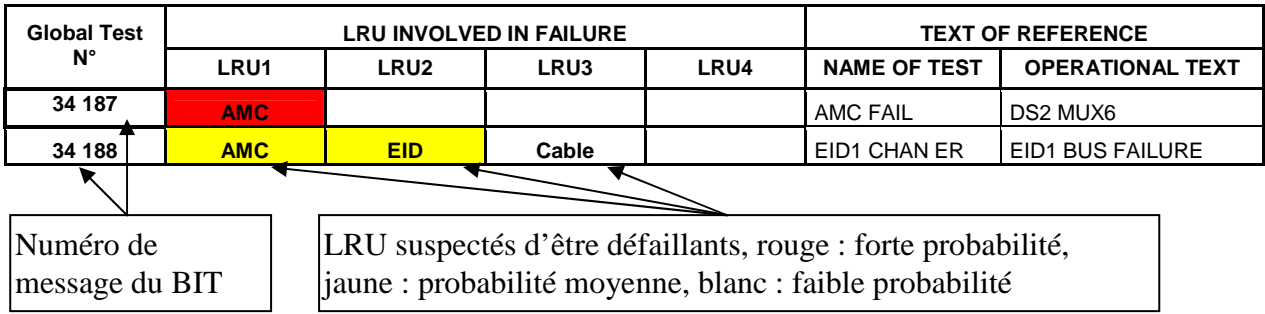 Global Test N° LRU INVOLVED IN FAILURE TEXT OF REFERENCE
LRU1 LRU2 LRU3 LRU4 NAME OF TEST OPERATIONAL TEXT
34 187 AMC AMC FAIL DS2 MUX6
34 188 AMC EID Cable EID1 CHAN ER EID1 BUS FAILURE
Numéro de
message du BIT
LRU suspectés d'être défaillants, rouge : forte probabilité,
jaune : probabilité moyenne, blanc : faible probabilité